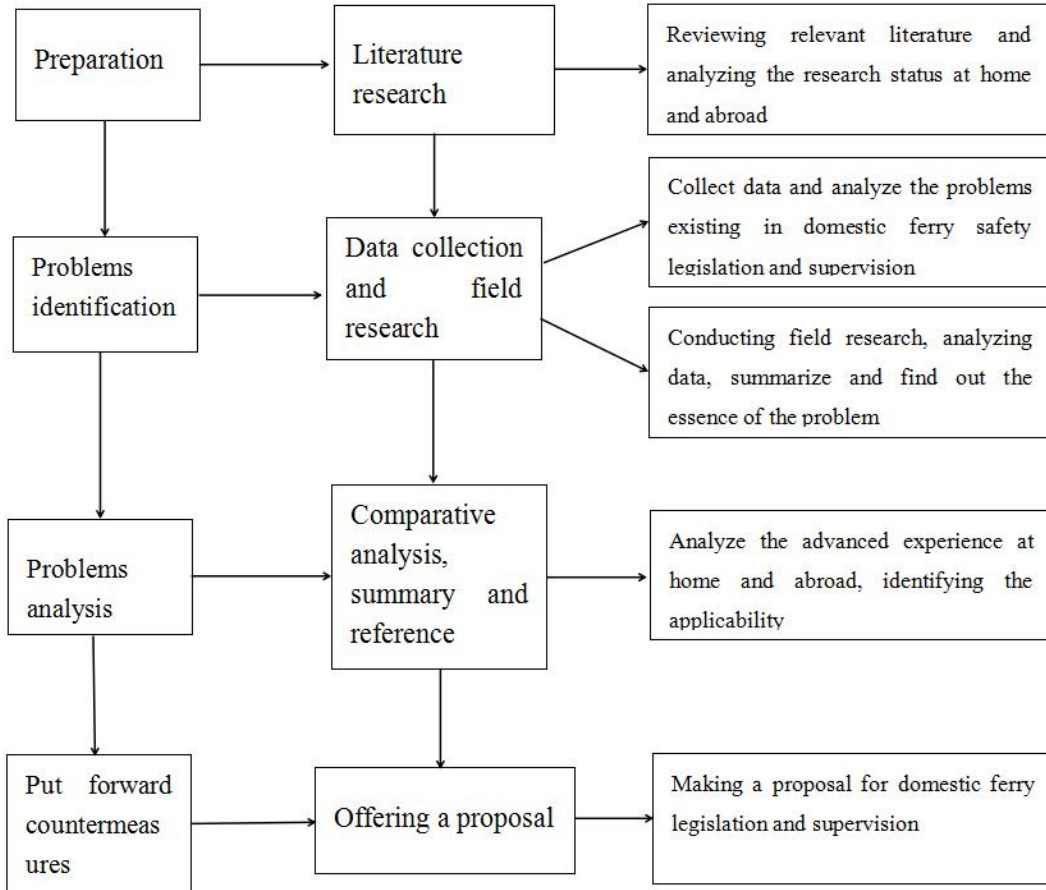 Preparation
Literature
research
Reviewing relevant literature and
analyzing the research status at home
and abroad
Problems
identification
Data collection
and field
research
Collect data and analyze the problems
existing in domestic ferry safety
legislation and supervision
Conducting field research, analyzing
data, summarize and find out the
essence of the problem
Problems
analysis
Comparative
analysis,
summary and
reference
Analyze the advanced experience at
home and abroad, identifying the
applicability
Put forward
countermeas
ures
Offering a proposal
Making a proposal for domestic ferry
legislation and supervision